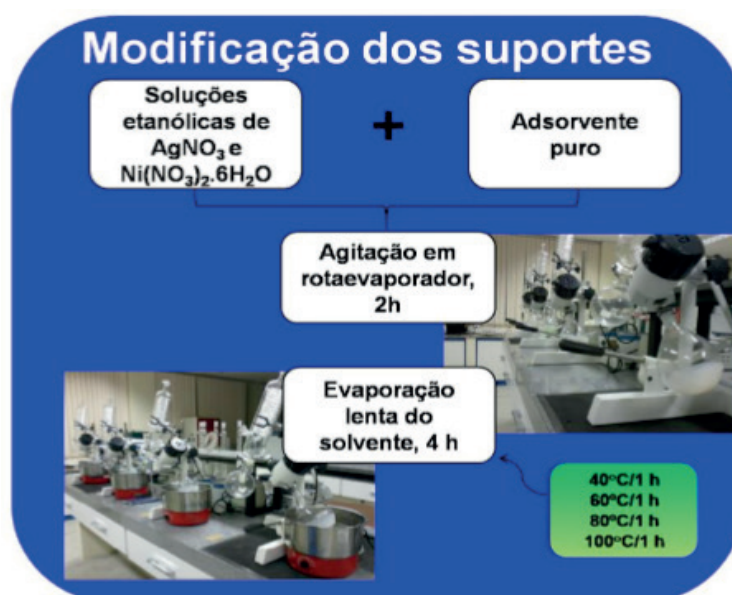 Modificação dos suportes
Soluções
etanólicas de
AgNO₃ e
Ni(NO₃)₂.6H₂O
+
Adsorvente
puro
Agitação em
rotaevaporador,
2h
Evaporação
lenta do
solvente, 4 h
40ºC/1 h
60ºC/1 h
80ºC/1 h
100ºC/1 h